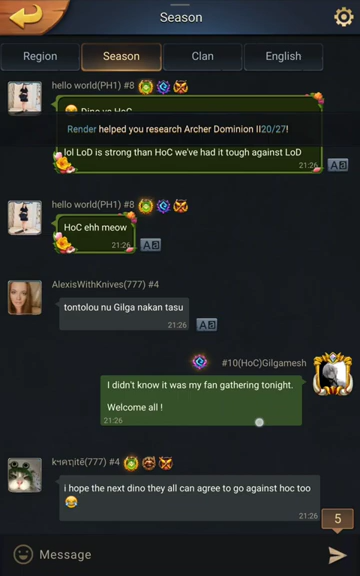 Season
Region
Season
Clan
English
hello world(PH1) #8
Render helped you research Archer Dominion II20/27!
lol LoD is strong than HoC we've had it tough against LoD
21:26
hello world(PH1) #8
HoC ehh meow
21:26
AlexisWithKnives(777) #4
tontolou nu Gilga nakan tasu
21:26
#10(HoC)Gilgamesh
I didn't know it was my fan gathering tonight.
Welcome all !
21:26
(777) #4
i hope the next dino they all can agree to go against hoc too
😂
21:26
5
Message